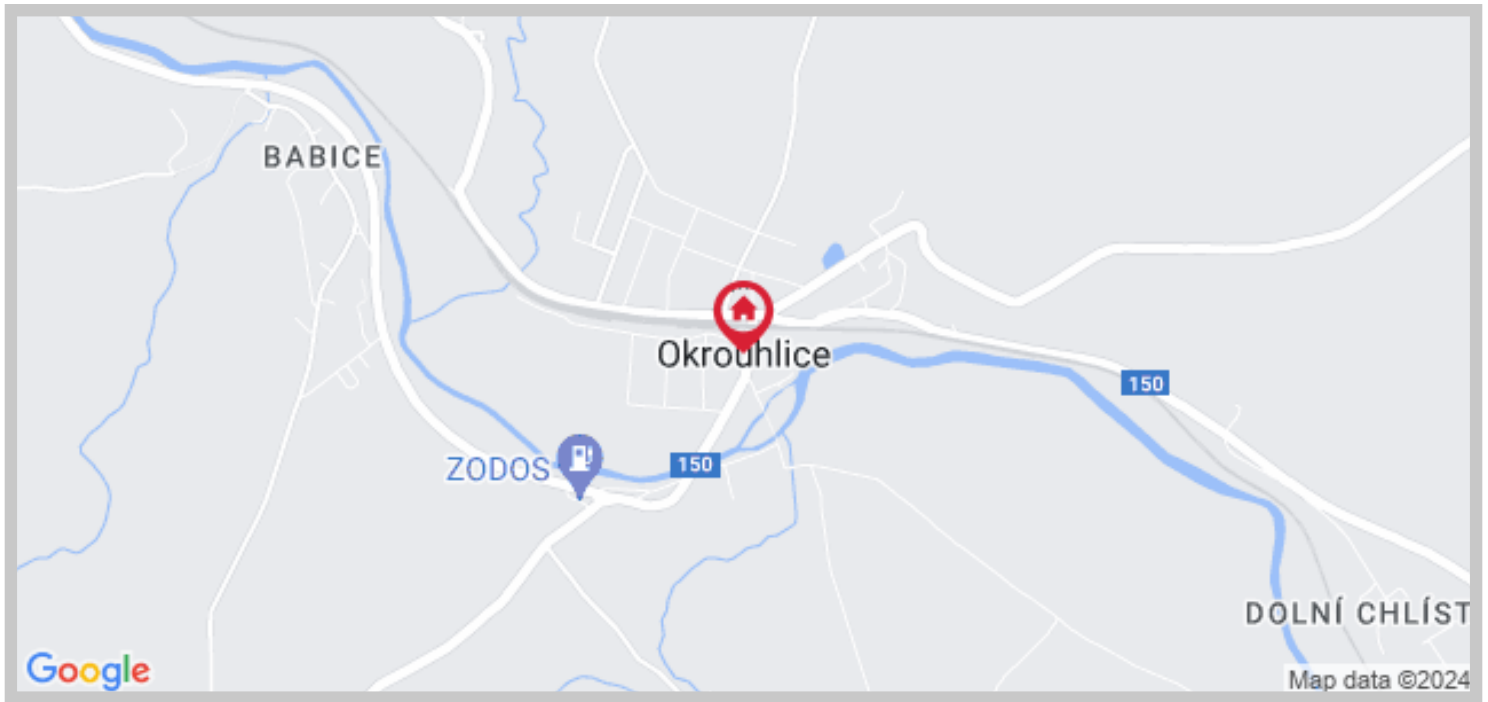 BABICE
Okrouhlice
150
ZODOS
150
DOLNÍ CHLÍST
Google
Map data ©2024